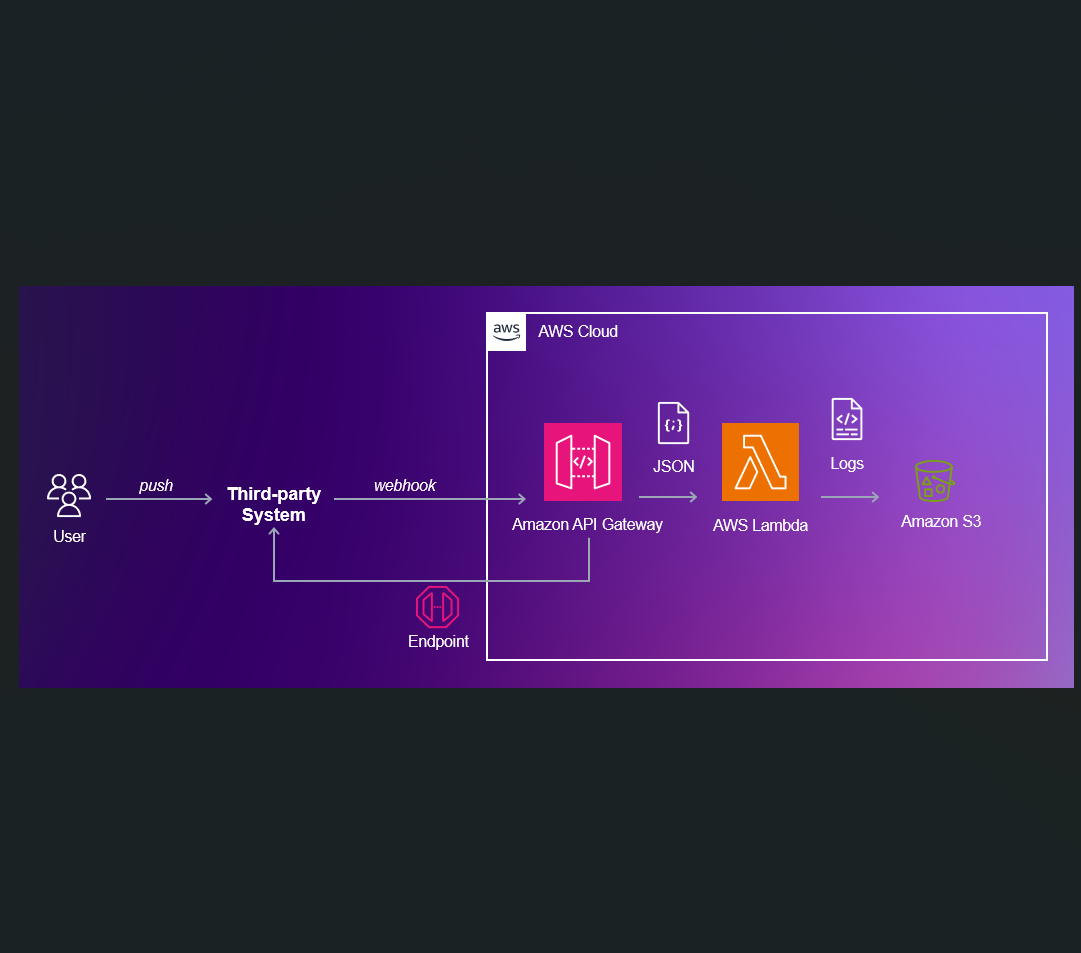 aws
AWS Cloud
{;}
</>
JSON
Logs
</>
push
Third-party
System
webhook
User
Amazon API Gateway
AWS Lambda
Amazon S3
Endpoint